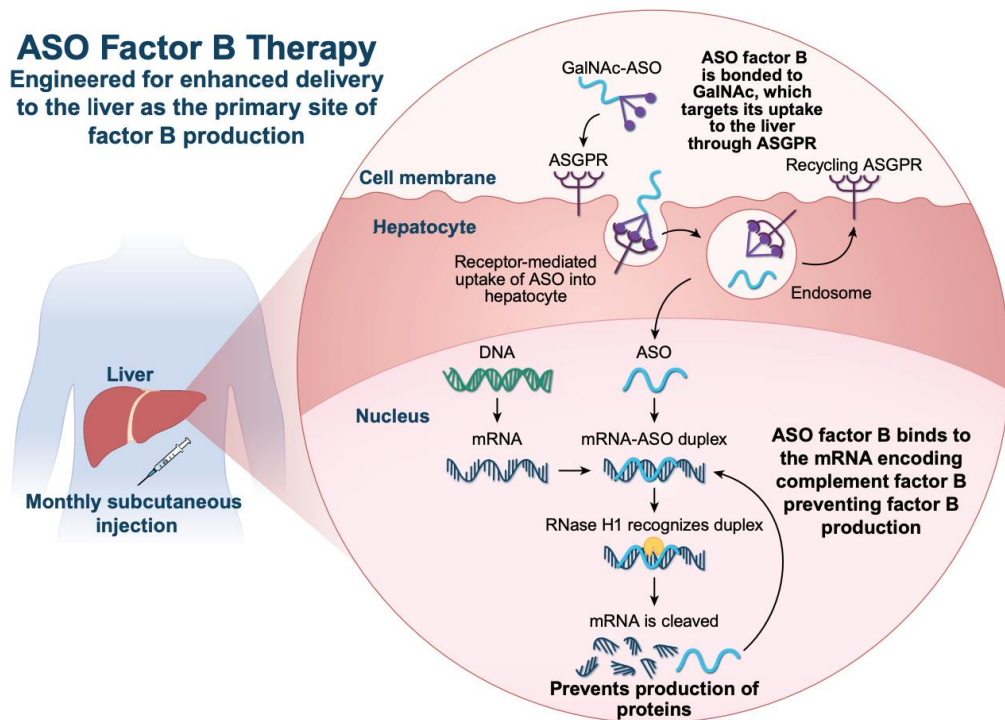 ASO Factor B Therapy
Engineered for enhanced delivery
to the liver as the primary site of
factor B production
GalNAc-ASO
ASO factor B
is bonded to
GalNAc, which
targets its uptake
to the liver
through ASGPR
ASGPR
Recycling ASGPR
Cell membrane
Hepatocyte
Receptor-mediated
uptake of ASO into
hepatocyte
Endosome
Liver
Monthly subcutaneous
injection
DNA
ASO
Nucleus
mRNA
mRNA-ASO duplex
ASO factor B binds to
the mRNA encoding
complement factor B
preventing factor B
production
RNase H1 recognizes duplex
mRNA is cleaved
Prevents production of
proteins